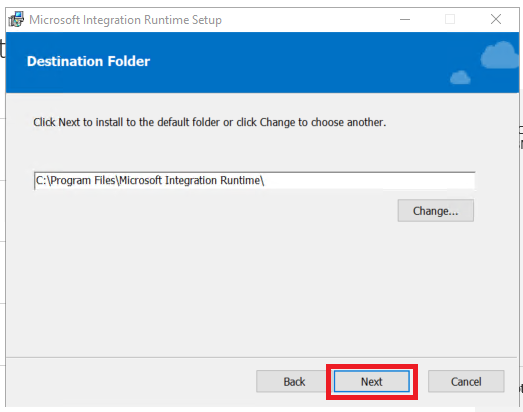 Microsoft Integration Runtime Setup
Destination Folder
Click Next to install to the default folder or click Change to choose another.
C:\Program Files\Microsoft Integration Runtime\
Change...
Back
Next
Cancel